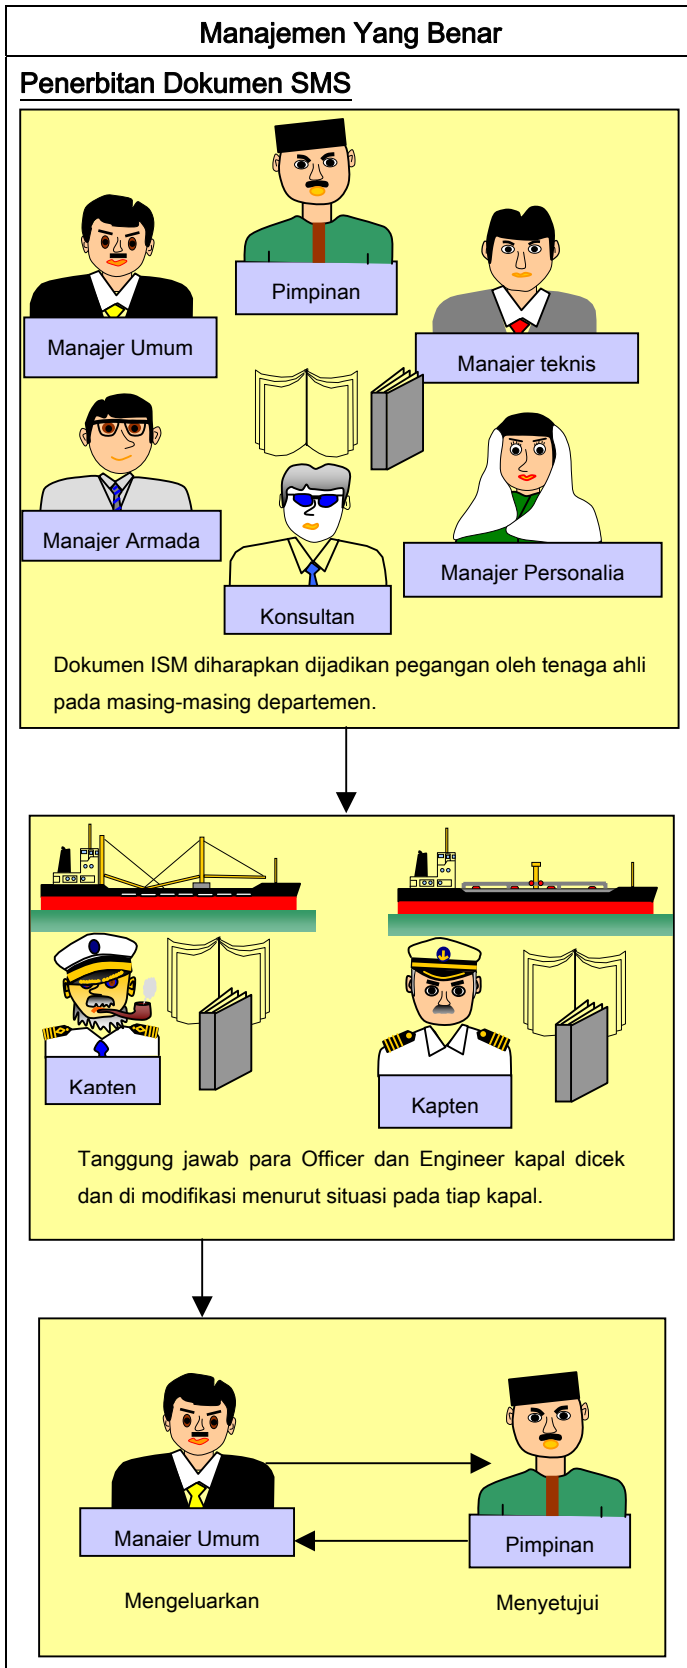 Manajemen Yang Benar
Penerbitan Dokumen SMS
Pimpinan
Manajer Umum
Manajer teknis
Manajer Armada
Manajer Personalia
Konsultan
Dokumen ISM diharapkan dijadikan pegangan oleh tenaga ahli
pada masing-masing departemen.
Kapten
Kapten
Tanggung jawab para Officer dan Engineer kapal dicek
dan di modifikasi menurut situasi pada tiap kapal.
Manajer Umum
Pimpinan
Mengeluarkan
Menyetujui